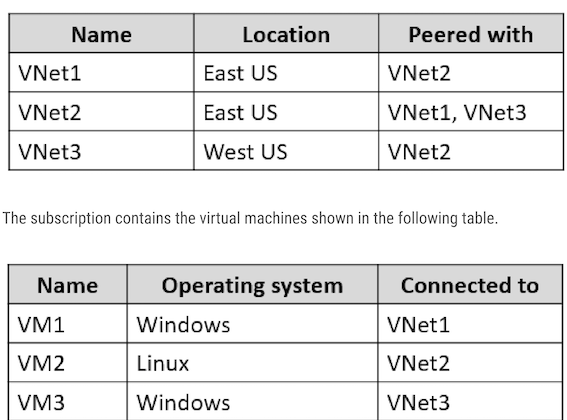 Name Location Peered with
VNet1 East US VNet2
VNet2 East US VNet1, VNet3
VNet3 West US VNet2
The subscription contains the virtual machines shown in the following table.
Name Operating system Connected to
VM1 Windows VNet1
VM2 Linux VNet2
VM3 Windows VNet3